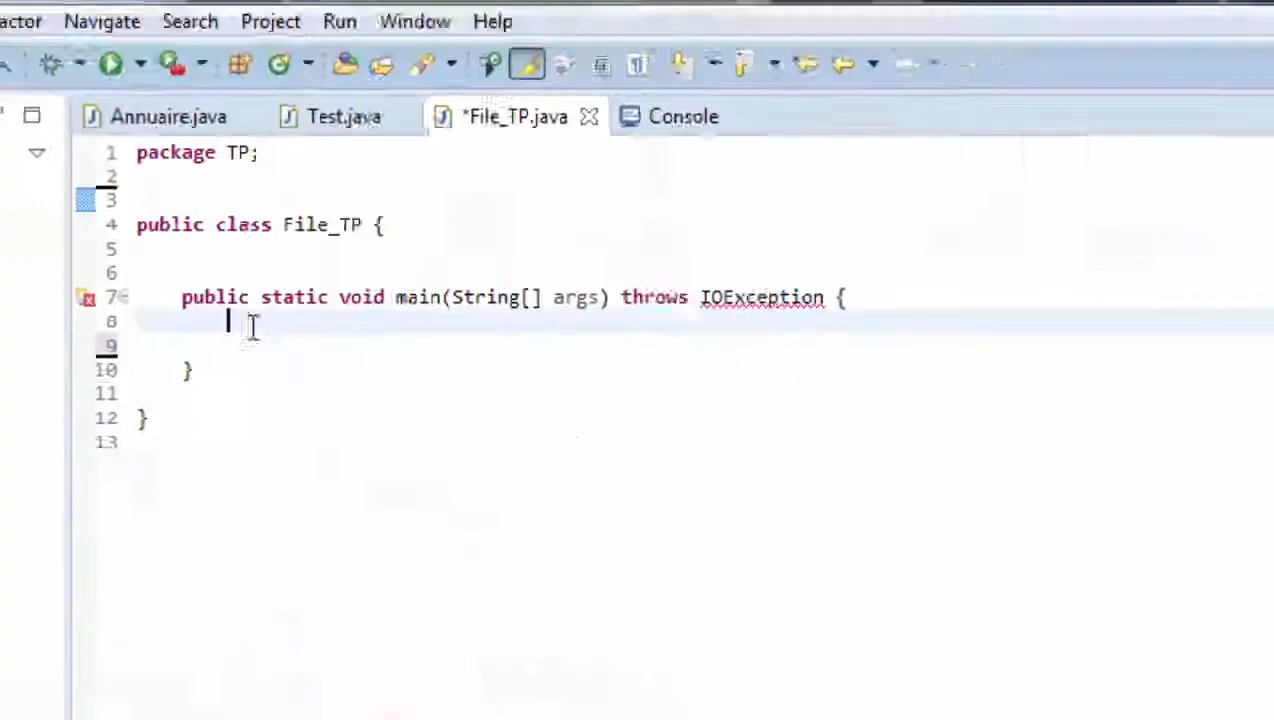 actor Navigate Search Project Run Window Help
Annuaire.java Test.java *File_TP.java Console
1 package TP;
2
3
4 public class File_TP {
5
6
7 public static void main(String[] args) throws IOException {
8
9
10 }
11
12 }
13